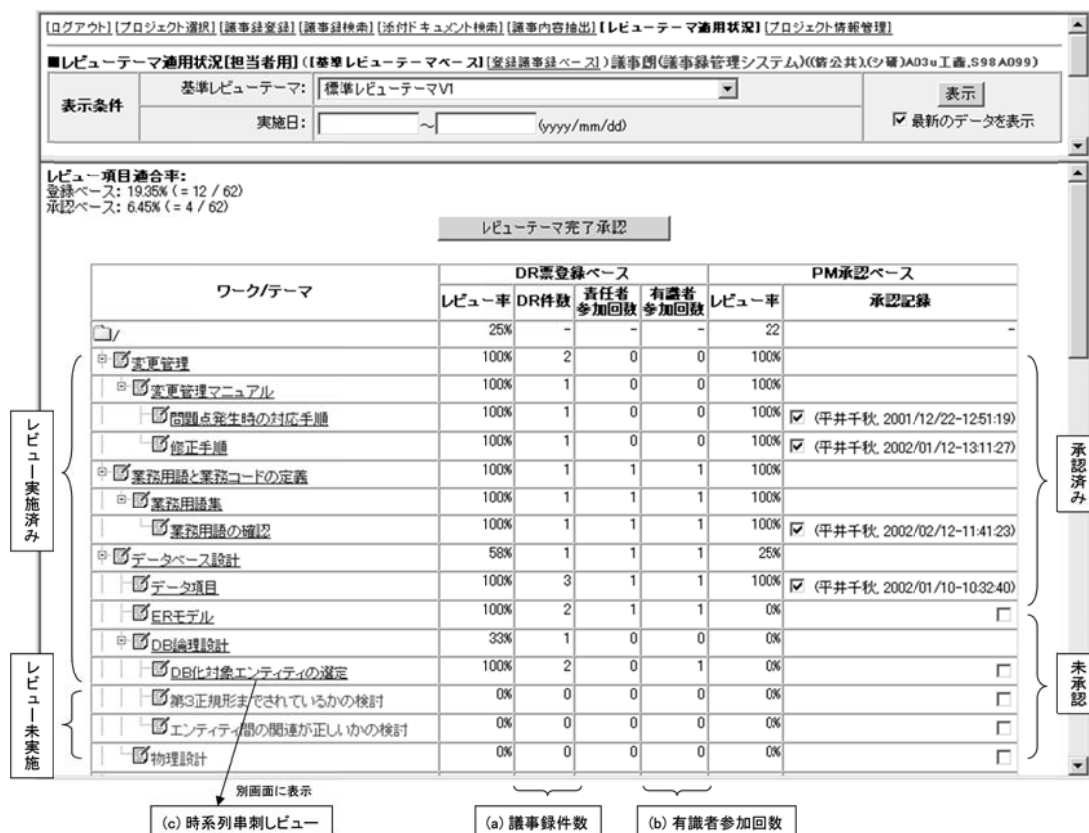 [ログアウト] [プロジェクト選択] [議事録登録] [議事録検索] [添付ドキュメント検索] [議事内容抽出] [レビューテーマ適用状況] [プロジェクト情報管理]
■レビューテーマ適用状況[担当者用] ([基準レビューテーマベース] [登録議事録ベース]) 議事朗(議事録管理システム)((皆公共),(シ研)A03u工画,S98A099)
表示条件
基準レビューテーマ: 標準レビューテーマV1
表示
実施日: ～ (yyyy/mm/dd)
最新のデータを表示
レビュー項目適合率:
登録ベース: 19.35% ( = 12 / 62)
承認ベース: 6.45% ( = 4 / 62)
レビューテーマ完了承認
ワーク/テーマ DR票登録ベース PM承認ベース
レビュー率 DR件数 責任者参加回数 有識者参加回数 レビュー率 承認記録
/ 25% - - - 22 -
変更管理 100% 2 0 0 100%
変更管理マニュアル 100% 1 0 0 100%
問題点発生時の対応手順 100% 1 0 0 100% (平井千秋, 2001/12/22-12:51:19)
修正手順 100% 1 0 0 100% (平井千秋, 2002/01/12-13:11:27)
業務用語と業務コードの定義 100% 1 1 1 100%
業務用語集 100% 1 1 1 100%
業務用語の確認 100% 1 1 1 100% (平井千秋, 2002/02/12-11:41:23)
データベース設計 58% 1 1 1 25%
データ項目 100% 3 1 1 100% (平井千秋, 2002/01/10-10:32:40)
ERモデル 100% 2 1 1 0%
DB論理設計 33% 1 0 0 0%
DB化対象エンティティの選定 100% 2 0 1 0%
第3正規形までされているかの検討 0% 0 0 0 0%
エンティティ間の関連が正しいかの検討 0% 0 0 0 0%
物理設計 0% 0 0 0 0%
レビュー実施済み
レビュー未実施
承認済み
未承認
別画面に表示
(c) 時系列串刺しビュー
(a) 議事録件数
(b) 有識者参加回数